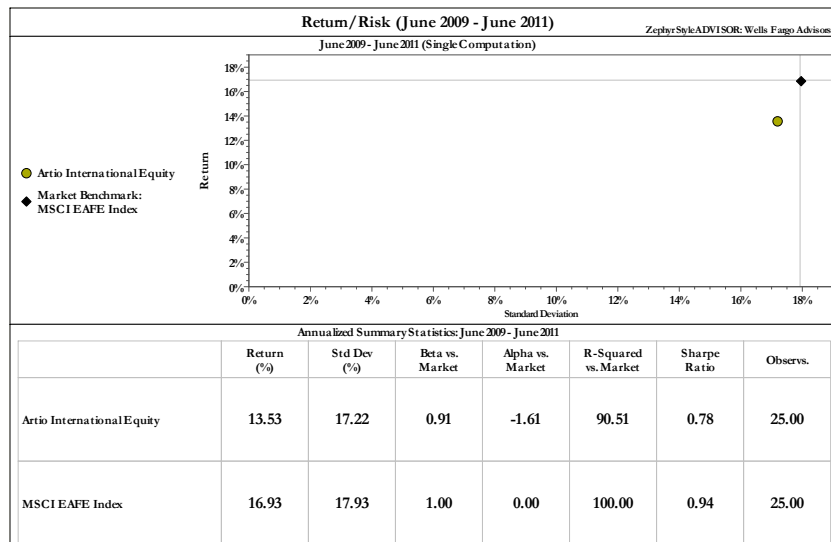 Return/Risk (June 2009 - June 2011)
ZephyrStyleADVISOR: Wells Fargo Advisors
June 2009 - June 2011 (Single Computation)
18%
16%
14%
12%
10%
8%
6%
4%
2%
0%
Return
Artio International Equity
Market Benchmark:
MSCI EAFE Index
0% 2% 4% 6% 8% 10% 12% 14% 16% 18%
Standard Deviation
Annualized Summary Statistics: June 2009 - June 2011
Return (%) Std Dev (%) Beta vs. Market Alpha vs. Market R-Squared vs. Market Sharpe Ratio Observs.
Artio International Equity 13.53 17.22 0.91 -1.61 90.51 0.78 25.00
MSCI EAFE Index 16.93 17.93 1.00 0.00 100.00 0.94 25.00